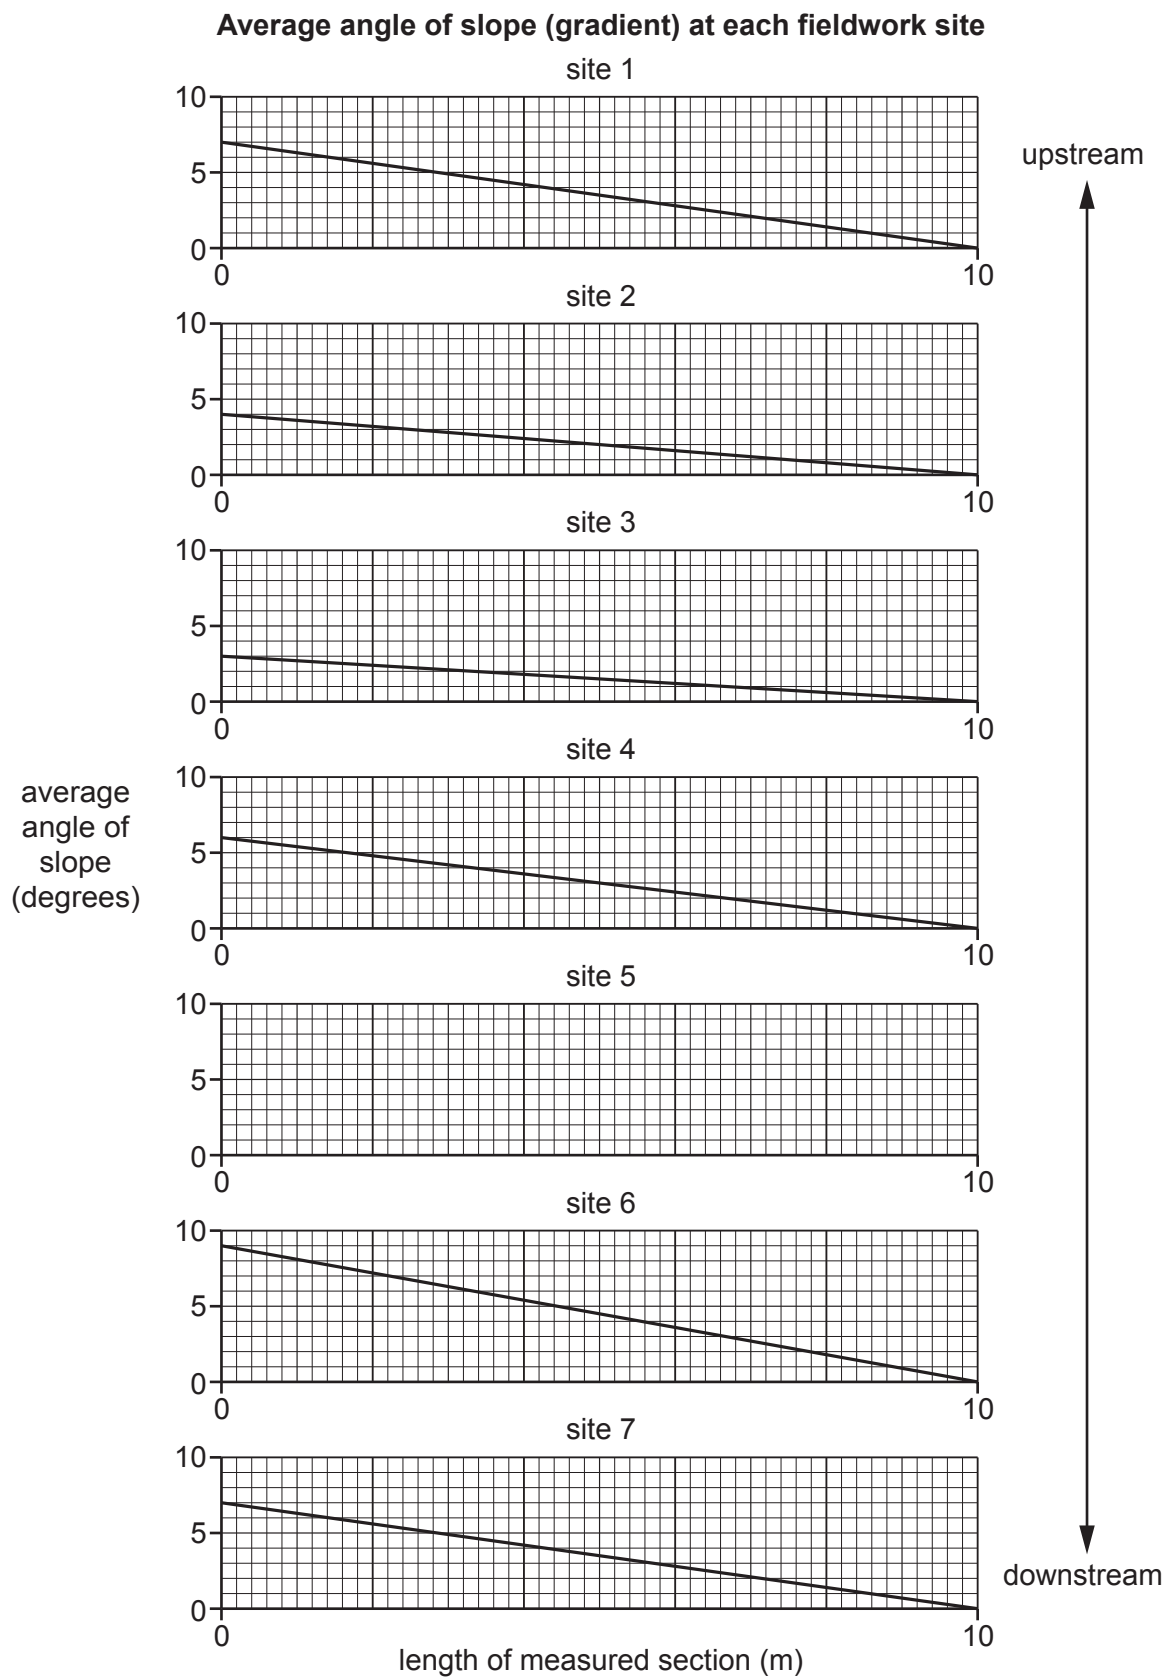 Average angle of slope (gradient) at each fieldwork site
site 1
10
5
0
0 10
upstream
site 2
10
5
0
0 10
site 3
10
5
0
0 10
site 4
10
5
0
0 10
average
angle of
slope
(degrees)
site 5
10
5
0
0 10
site 6
10
5
0
0 10
site 7
10
5
0
0 10
downstream
length of measured section (m)